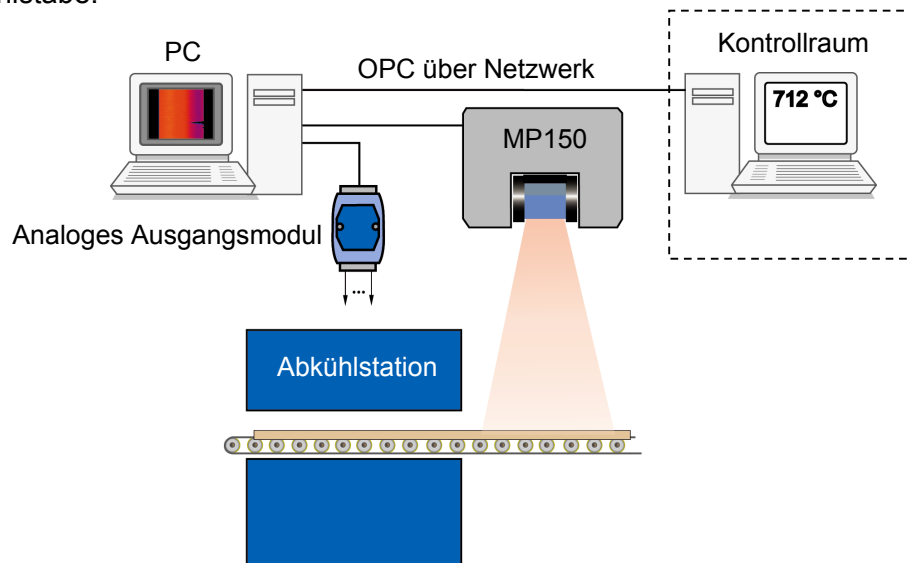 PC
Kontrollraum
OPC über Netzwerk
712 °C
MP150
Analoges Ausgangsmodul
...
Abkühlstation